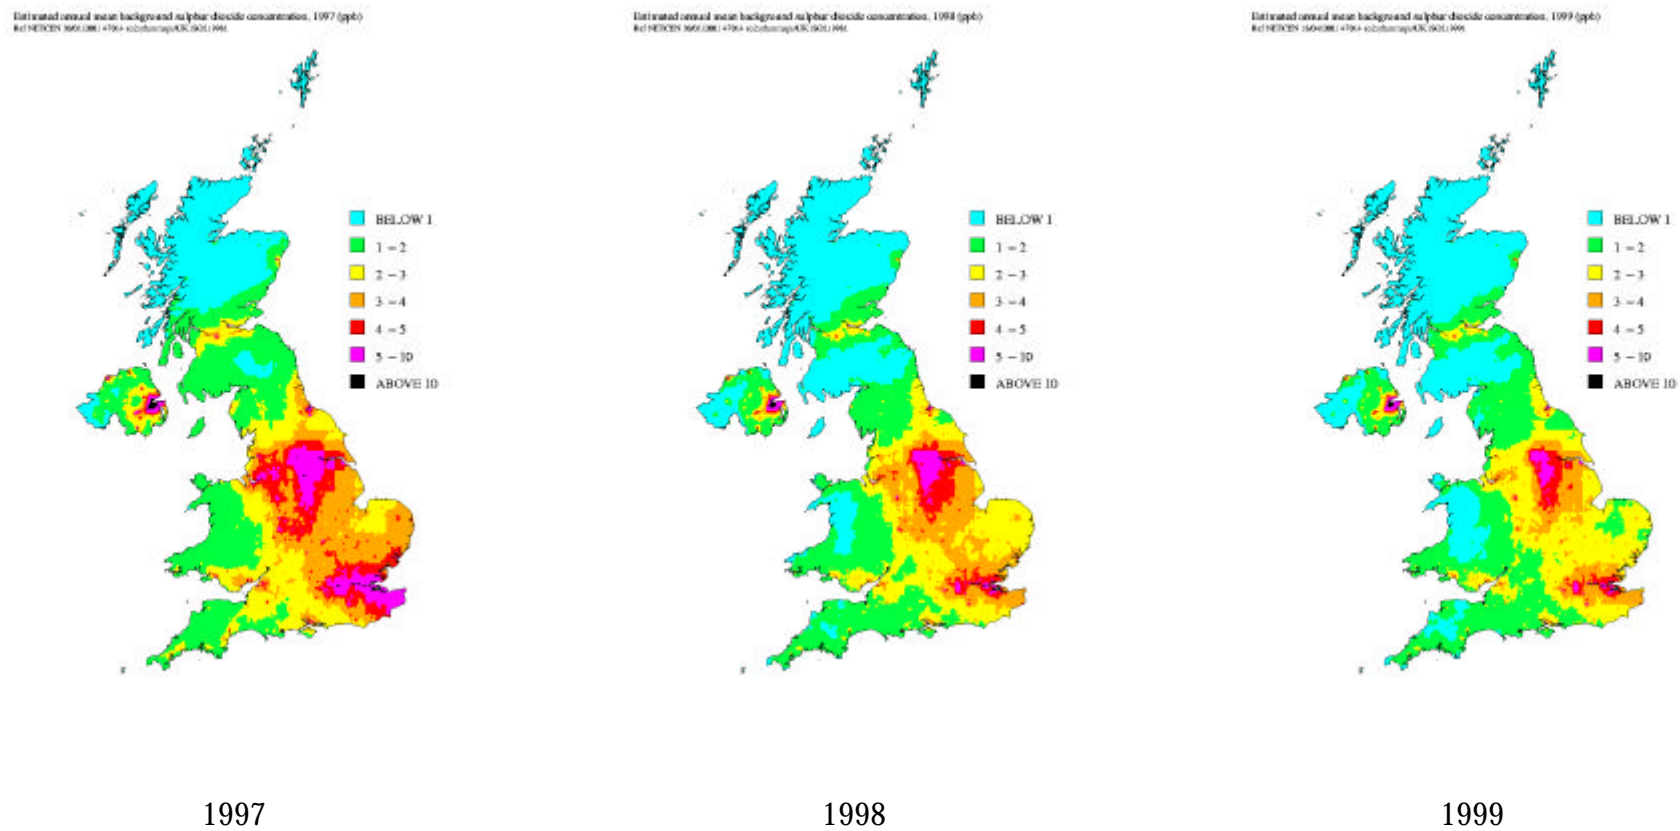 Estimated annual mean background sulphur dioxide concentration, 1997 (ppb)
BELOW 1
1 – 2
2 – 3
3 – 4
4 – 5
5 – 10
ABOVE 10
1997
Estimated annual mean background sulphur dioxide concentration, 1998 (ppb)
BELOW 1
1 – 2
2 – 3
3 – 4
4 – 5
5 – 10
ABOVE 10
1998
Estimated annual mean background sulphur dioxide concentration, 1999 (ppb)
BELOW 1
1 – 2
2 – 3
3 – 4
4 – 5
5 – 10
ABOVE 10
1999